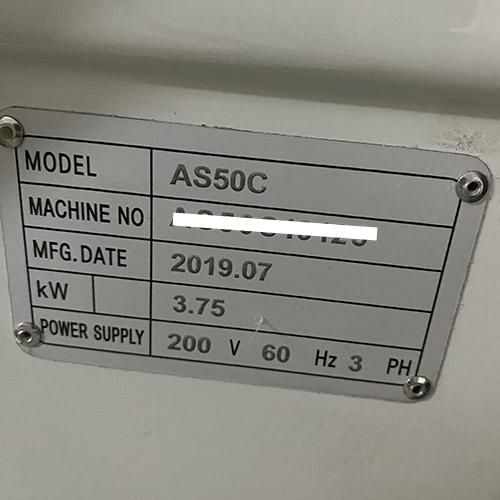 MODEL AS50C
MACHINE NO
MFG.DATE 2019.07
kW 3.75
POWER SUPPLY 200 V 60 Hz 3 PH